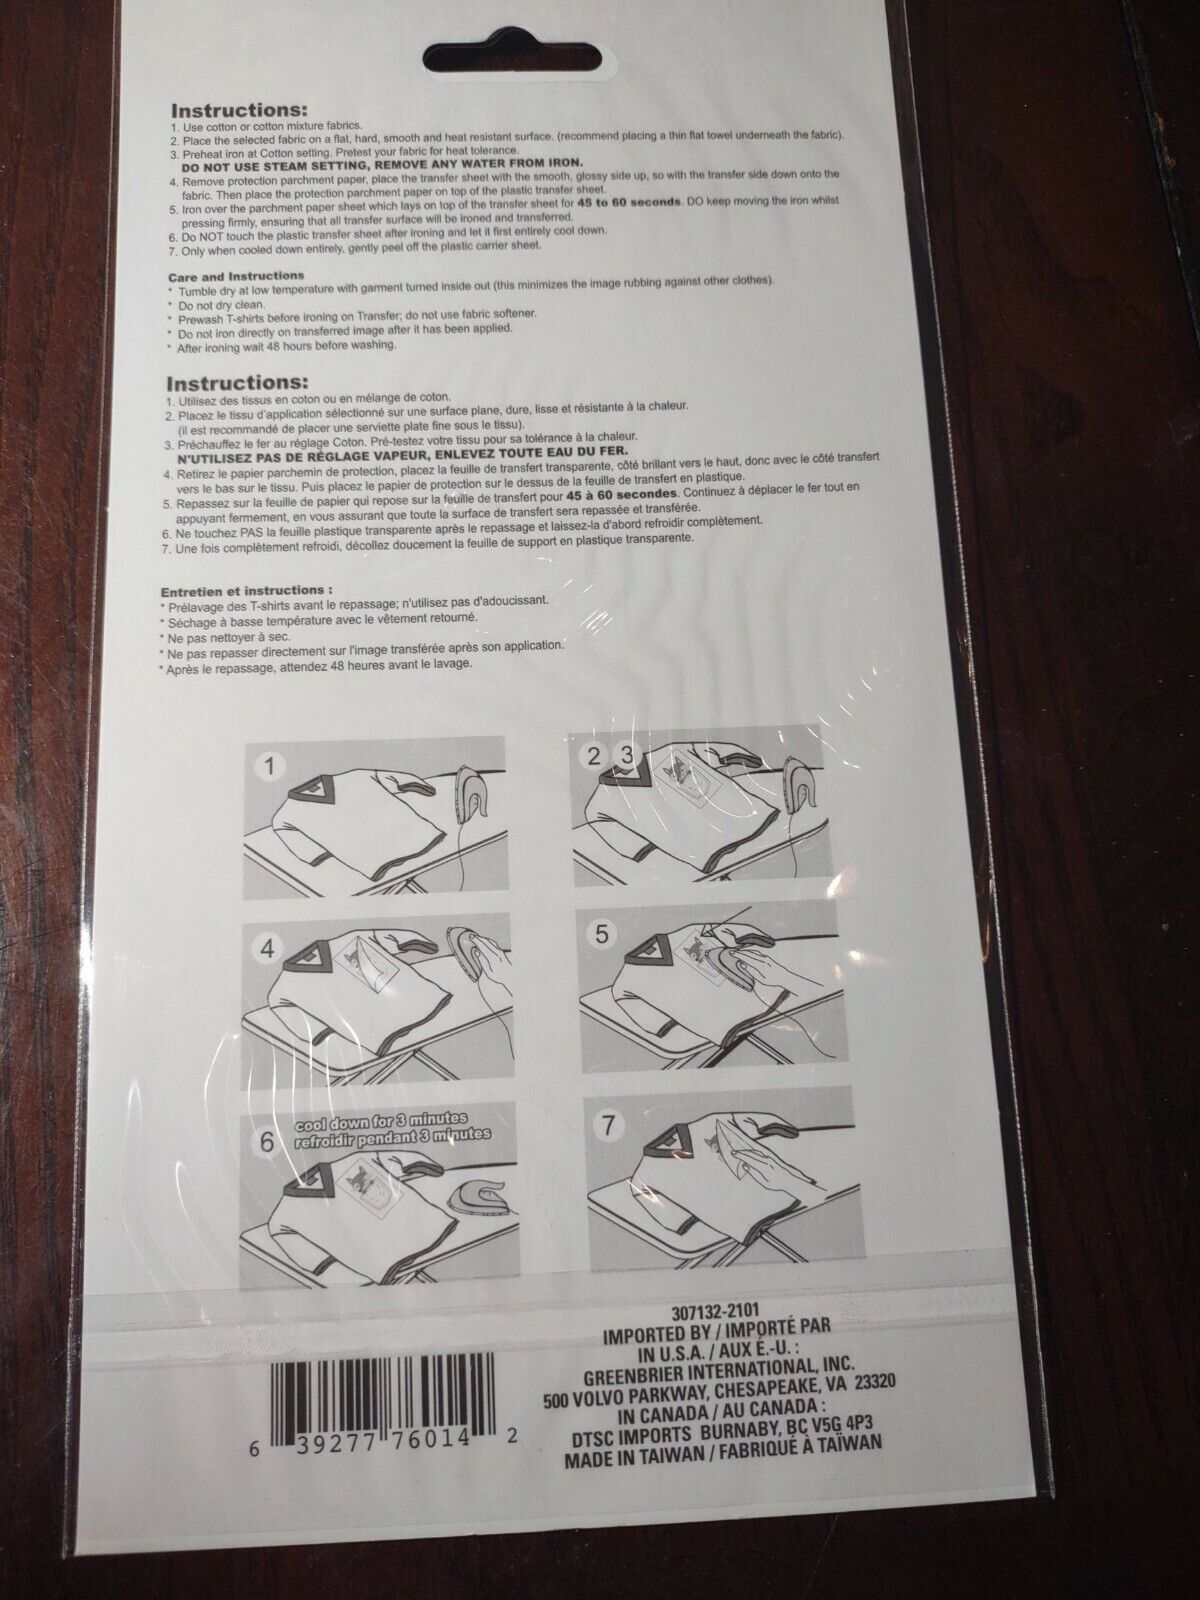 Instructions:
1. Use cotton or cotton mixture fabrics.
2. Place the selected fabric on a flat, hard, smooth and heat resistant surface. (recommend placing a thin flat towel underneath the fabric).
3. Preheat iron at Cotton setting. Pretest your fabric for heat tolerance.
DO NOT USE STEAM SETTING, REMOVE ANY WATER FROM IRON.
4. Remove protection parchment paper, place the transfer sheet with the smooth, glossy side up, so with the transfer side down onto the
fabric. Then place the protection parchment paper on top of the plastic transfer sheet.
5. Iron over the parchment paper sheet which lays on top of the transfer sheet for 45 to 60 seconds. DO keep moving the iron whilst
pressing firmly, ensuring that all transfer surface will be ironed and transferred.
6. Do NOT touch the plastic transfer sheet after ironing and let it first entirely cool down.
7. Only when cooled down entirely, gently peel off the plastic carrier sheet.
Care and Instructions
* Tumble dry at low temperature with garment turned inside out (this minimizes the image rubbing against other clothes).
* Do not dry clean.
* Prewash T-shirts before ironing on Transfer; do not use fabric softener.
* Do not iron directly on transferred image after it has been applied.
* After ironing wait 48 hours before washing.
Instructions:
1. Utilisez des tissus en coton ou en mélange de coton.
2. Placez le tissu d'application sélectionné sur une surface plane, dure, lisse et résistante à la chaleur.
(il est recommandé de placer une serviette plate fine sous le tissu).
3. Préchauffez le fer au réglage Coton. Pré-testez votre tissu pour sa tolérance à la chaleur.
N'UTILISEZ PAS DE RÉGLAGE VAPEUR, ENLEVEZ TOUTE EAU DU FER.
4. Retirez le papier parchemin de protection, placez la feuille de transfert transparente, côté brillant vers le haut, donc avec le côté transfert
vers le bas sur le tissu. Puis placez le papier de protection sur le dessus de la feuille de transfert en plastique.
5. Repassez sur la feuille de papier qui repose sur la feuille de transfert pour 45 à 60 secondes. Continuez à déplacer le fer tout en
appuyant fermement, en vous assurant que toute la surface de transfert sera repassée et transférée.
6. Ne touchez PAS la feuille plastique transparente après le repassage et laissez-la d'abord refroidir complètement.
7. Une fois complètement refroidi, décollez doucement la feuille de support en plastique transparente.
Entretien et instructions :
* Prélavage des T-shirts avant le repassage; n'utilisez pas d'adoucissant.
* Séchage à basse température avec le vêtement retourné.
* Ne pas nettoyer à sec.
* Ne pas repasser directement sur l'image transférée après son application.
* Après le repassage, attendez 48 heures avant le lavage.
1
2 3
4
5
6
cool down for 3 minutes
refroidir pendant 3 minutes
7
307132-2101
IMPORTED BY / IMPORTÉ PAR
IN U.S.A. / AUX É.-U. :
GREENBRIER INTERNATIONAL, INC.
500 VOLVO PARKWAY, CHESAPEAKE, VA 23320
IN CANADA / AU CANADA :
DTSC IMPORTS BURNABY, BC V5G 4P3
MADE IN TAIWAN / FABRIQUÉ À TAÏWAN
6 39277 76014 2